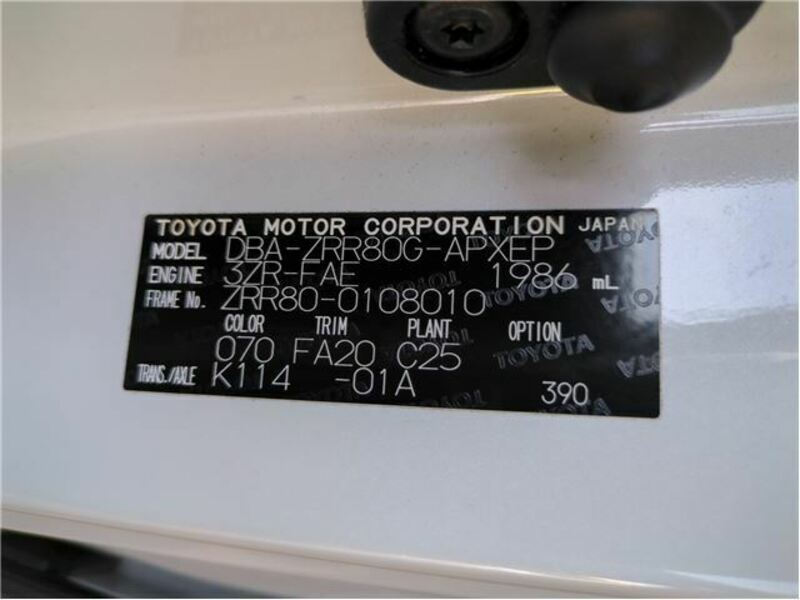 TOYOTA MOTOR CORPORATION JAPAN
MODEL DBA-ZRR80G-APXEP
ENGINE 3ZR-FAE 1986 mL
FRAME No. ZRR80-0108010
COLOR TRIM PLANT OPTION
070 FA20 C25
TRANS./AXLE K114 -01A 390